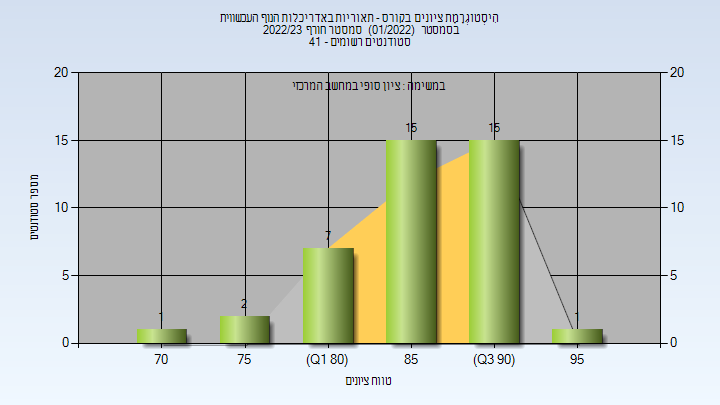 הִיסְטוֹגְרַמַת ציונים בקורס - תאוריות באדריכלות הנוף העכשווית
בסמסטר (01/2022) סמסטר חורף 2022/23
סטודנטים רשומים - 41
במשימה : ציון סופי במחשב המרכזי
20 20
15 15
10 10
5 5
0 0
1 2 7 15 15 1
70 75 (Q1 80) 85 (Q3 90) 95
מספר סטודנטים
טווח ציונים